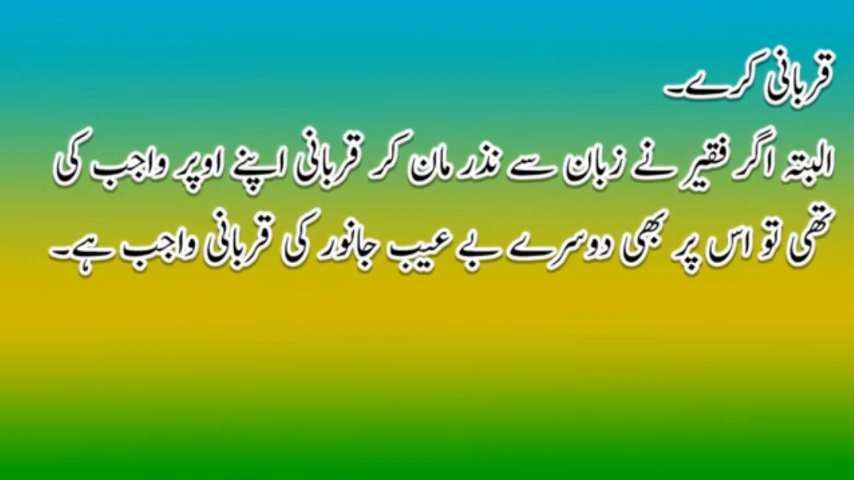 قربانی کرے۔
البتہ اگر فقیر نے زبان سے نذر مان کر قربانی اپنے اوپر واجب کی
تھی تو اس پر بھی دوسرے بے عیب جانور کی قربانی واجب ہے۔